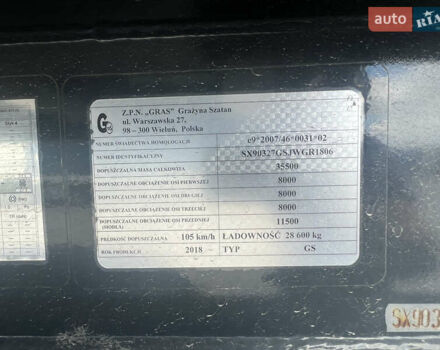 auto RIA
Z.P.N. „GRAS" Grażyna Szatan
ul. Warszawska 27,
98 – 300 Wieluń, Polska
NUMER ŚWIADECTWA HOMOLOGACJI e9*2007/46*0031*02
NUMER IDENTYFIKACYJNY SX90327GSJWGR1806
DOPUSZCZALNA MASA CAŁKOWITA 35500
DOPUSZCZALNE OBCIĄŻENIE OSI PIERWSZEJ 8000
DOPUSZCZALNE OBCIĄŻENIE OSI DRUGIEJ 8000
DOPUSZCZALNE OBCIĄŻENIE OSI TRZECIEJ 8000
DOPUSZCZALNE OBCIĄŻENIE OSI PRZEDNIEJ 11500
(SIODŁA)
PRĘDKOŚĆ DOPUSZCZALNA 105 km/h ŁADOWNOŚĆ 28 600 kg
ROK PRODUKCJI 2018 TYP GS
SX903